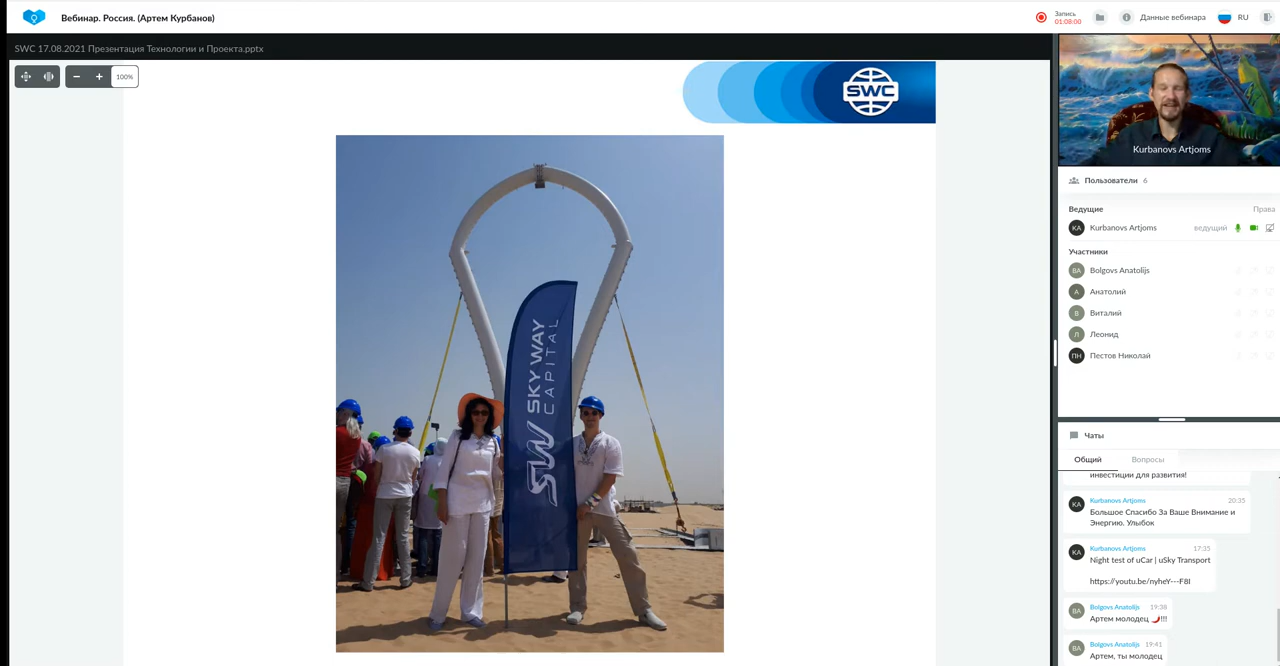 Вебинар. Россия. (Артем Курбанов)
Запись
01:08:00
Данные вебинара
RU
SWC 17.08.2021 Презентация Технологии и Проекта.pptx
100%
SWC
SW SKY WAY
CAPITAL
Kurbanovs Artjoms
Пользователи 6
Ведущие
Права
KA Kurbanovs Artjoms ведущий
Участники
BA Bolgovs Anatolijs
А Анатолий
В Виталий
Л Леонид
ПН Пестов Николай
Чаты
Общий
Вопросы
инвестиции для развития!
KA Kurbanovs Artjoms 20:35
Большое Спасибо За Ваше Внимание и
Энергию. Улыбок
KA Kurbanovs Artjoms 17:35
Night test of uCar | uSky Transport
https://youtu.be/nyheY---F8I
BA Bolgovs Anatolijs 19:38
Артем молодец 🌶️!!!
BA Bolgovs Anatolijs 19:41
Артем, ты молодец